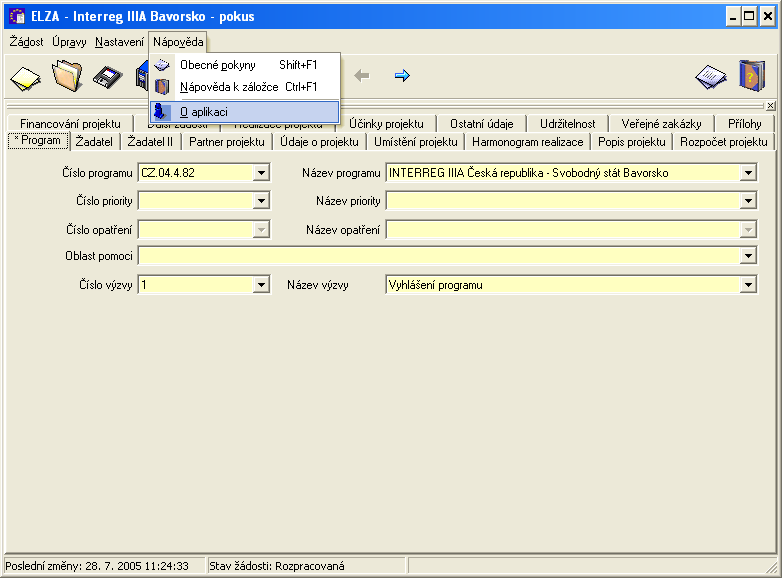 ELZA - Interreg IIIA Bavorsko - pokus
Žádost Úpravy Nastavení Nápověda
Obecné pokyny Shift+F1
Nápověda k záložce Ctrl+F1
O aplikaci
Financování projektu Další žadosti Realizace projektu Účinky projektu Ostatní údaje Udržitelnost Veřejné zakázky Přílohy
* Program Žadatel Žadatel II Partner projektu Údaje o projektu Umístění projektu Harmonogram realizace Popis projektu Rozpočet projektu
Číslo programu CZ.04.4.82 Název programu INTERREG IIIA Česká republika - Svobodný stát Bavorsko
Číslo priority Název priority
Číslo opatření Název opatření
Oblast pomoci
Číslo výzvy 1 Název výzvy Vyhlášení programu
Poslední změny: 28. 7. 2005 11:24:33 Stav žádosti: Rozpracovaná